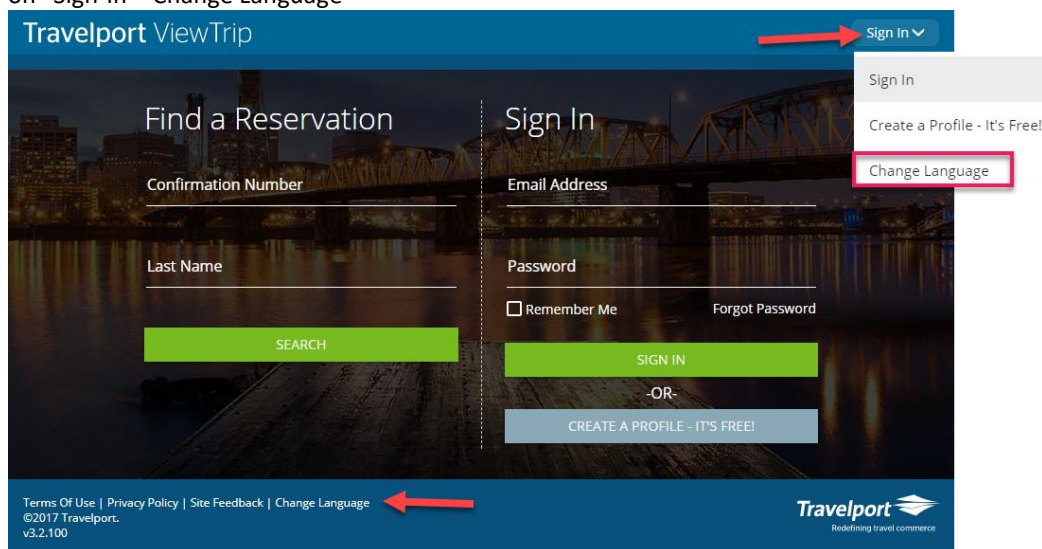 on “Sign-In” “Change Language”
Travelport ViewTrip
Sign In
Sign In
Create a Profile - It's Free!
Change Language
Find a Reservation
Confirmation Number
Last Name
SEARCH
Sign In
Email Address
Password
Remember Me
Forgot Password
SIGN IN
-OR-
CREATE A PROFILE - IT'S FREE!
Terms Of Use | Privacy Policy | Site Feedback | Change Language
©2017 Travelport.
v3.2.100
Travelport
Redefining travel commerce